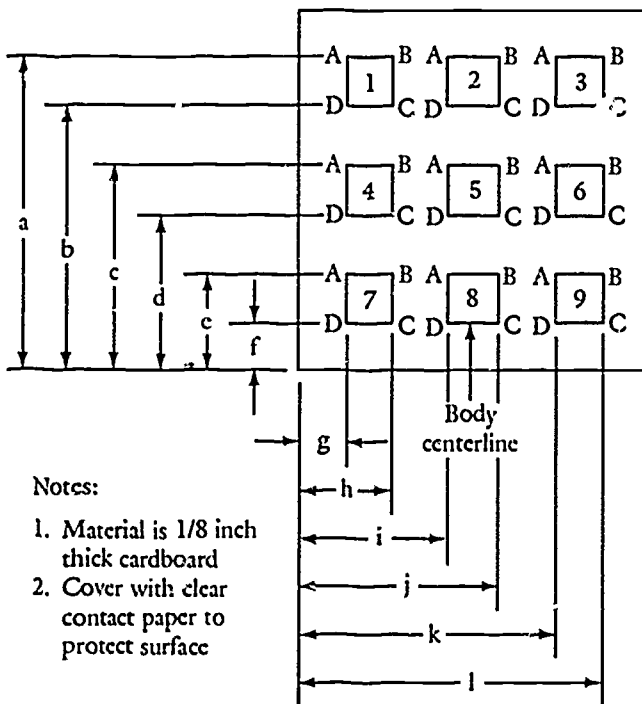 A B A B A B
1 2 3
D C D C D C
A B A B A B
4 5 6
D C D C D C
A B A B A B
7 8 9
D C D C D C
a
b
c
d
e
f
Body
centerline
g
h
i
j
k
l
Notes:
1. Material is 1/8 inch
thick cardboard
2. Cover with clear
contact paper to
protect surface